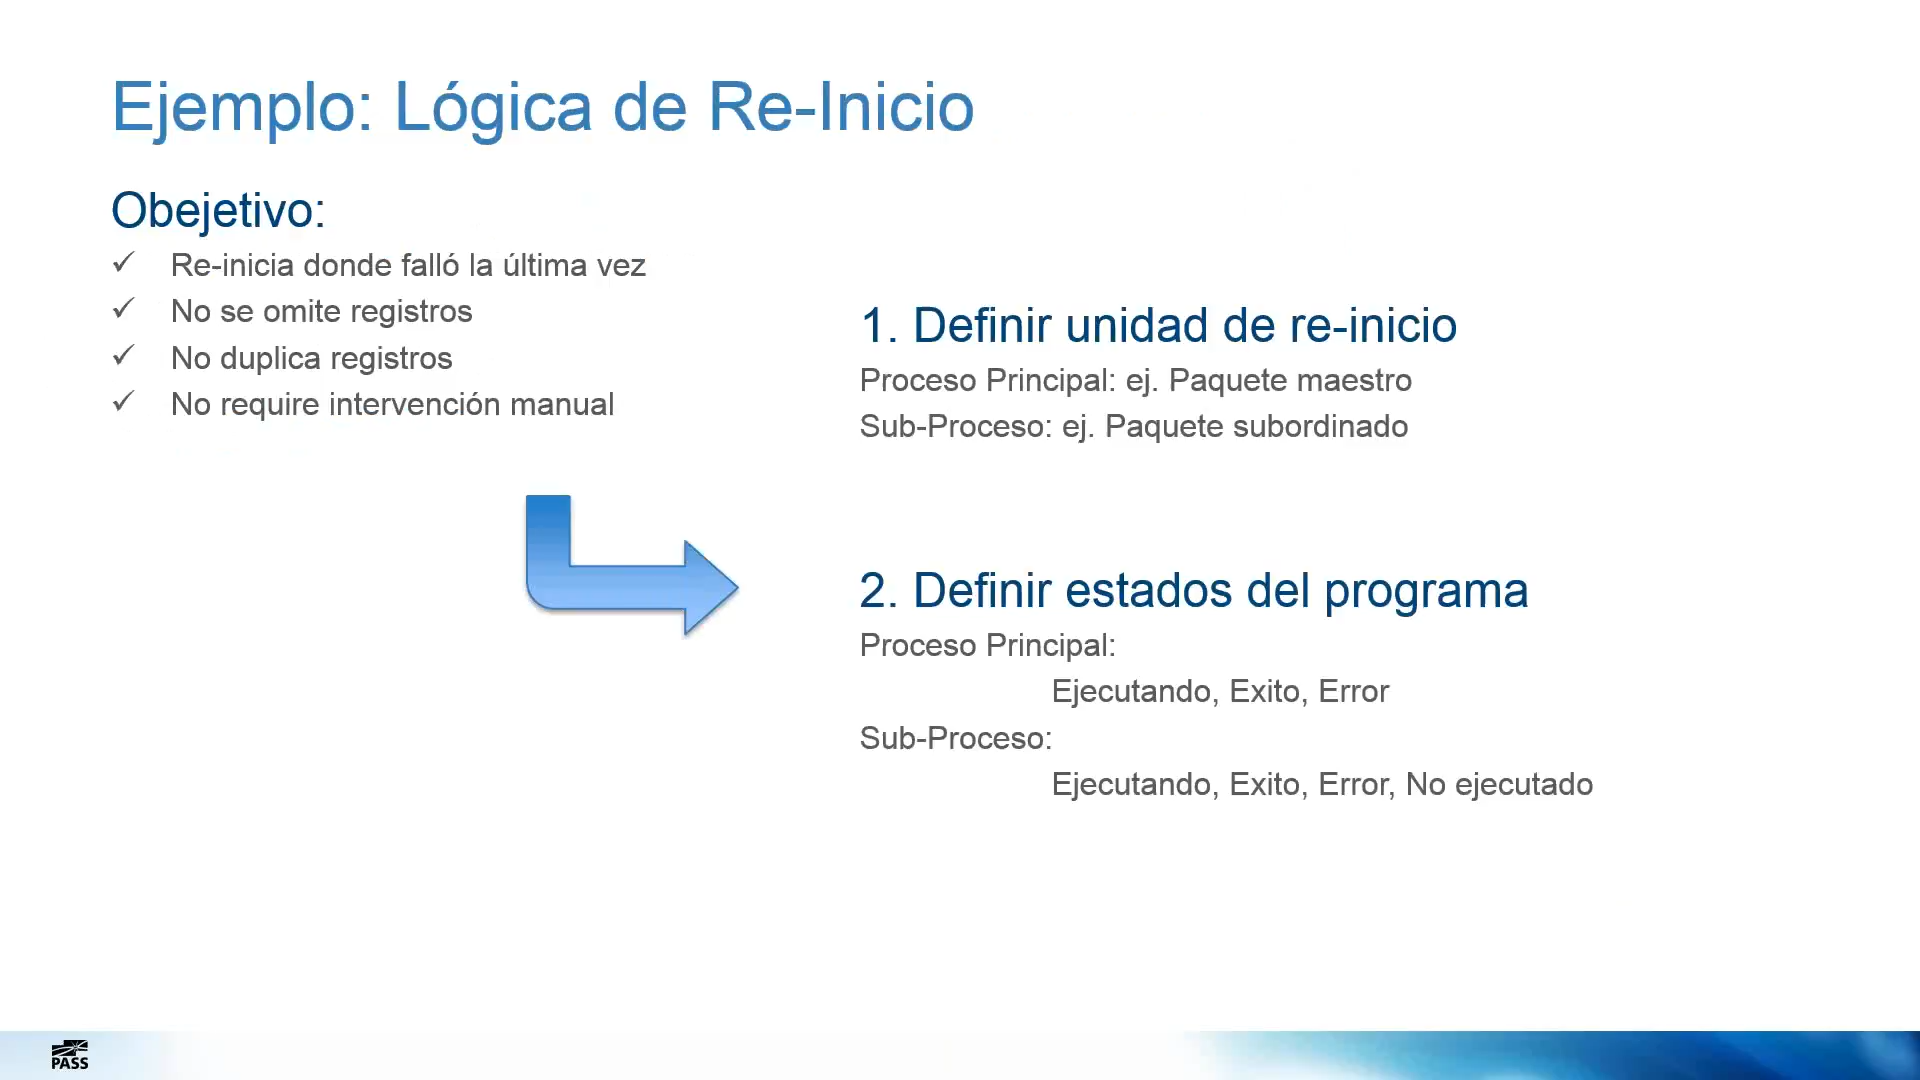 Ejemplo: Lógica de Re-Inicio
Obejetivo:
✓ Re-inicia donde falló la última vez
✓ No se omite registros
✓ No duplica registros
✓ No require intervención manual
1. Definir unidad de re-inicio
Proceso Principal: ej. Paquete maestro
Sub-Proceso: ej. Paquete subordinado
2. Definir estados del programa
Proceso Principal:
Ejecutando, Exito, Error
Sub-Proceso:
Ejecutando, Exito, Error, No ejecutado
PASS